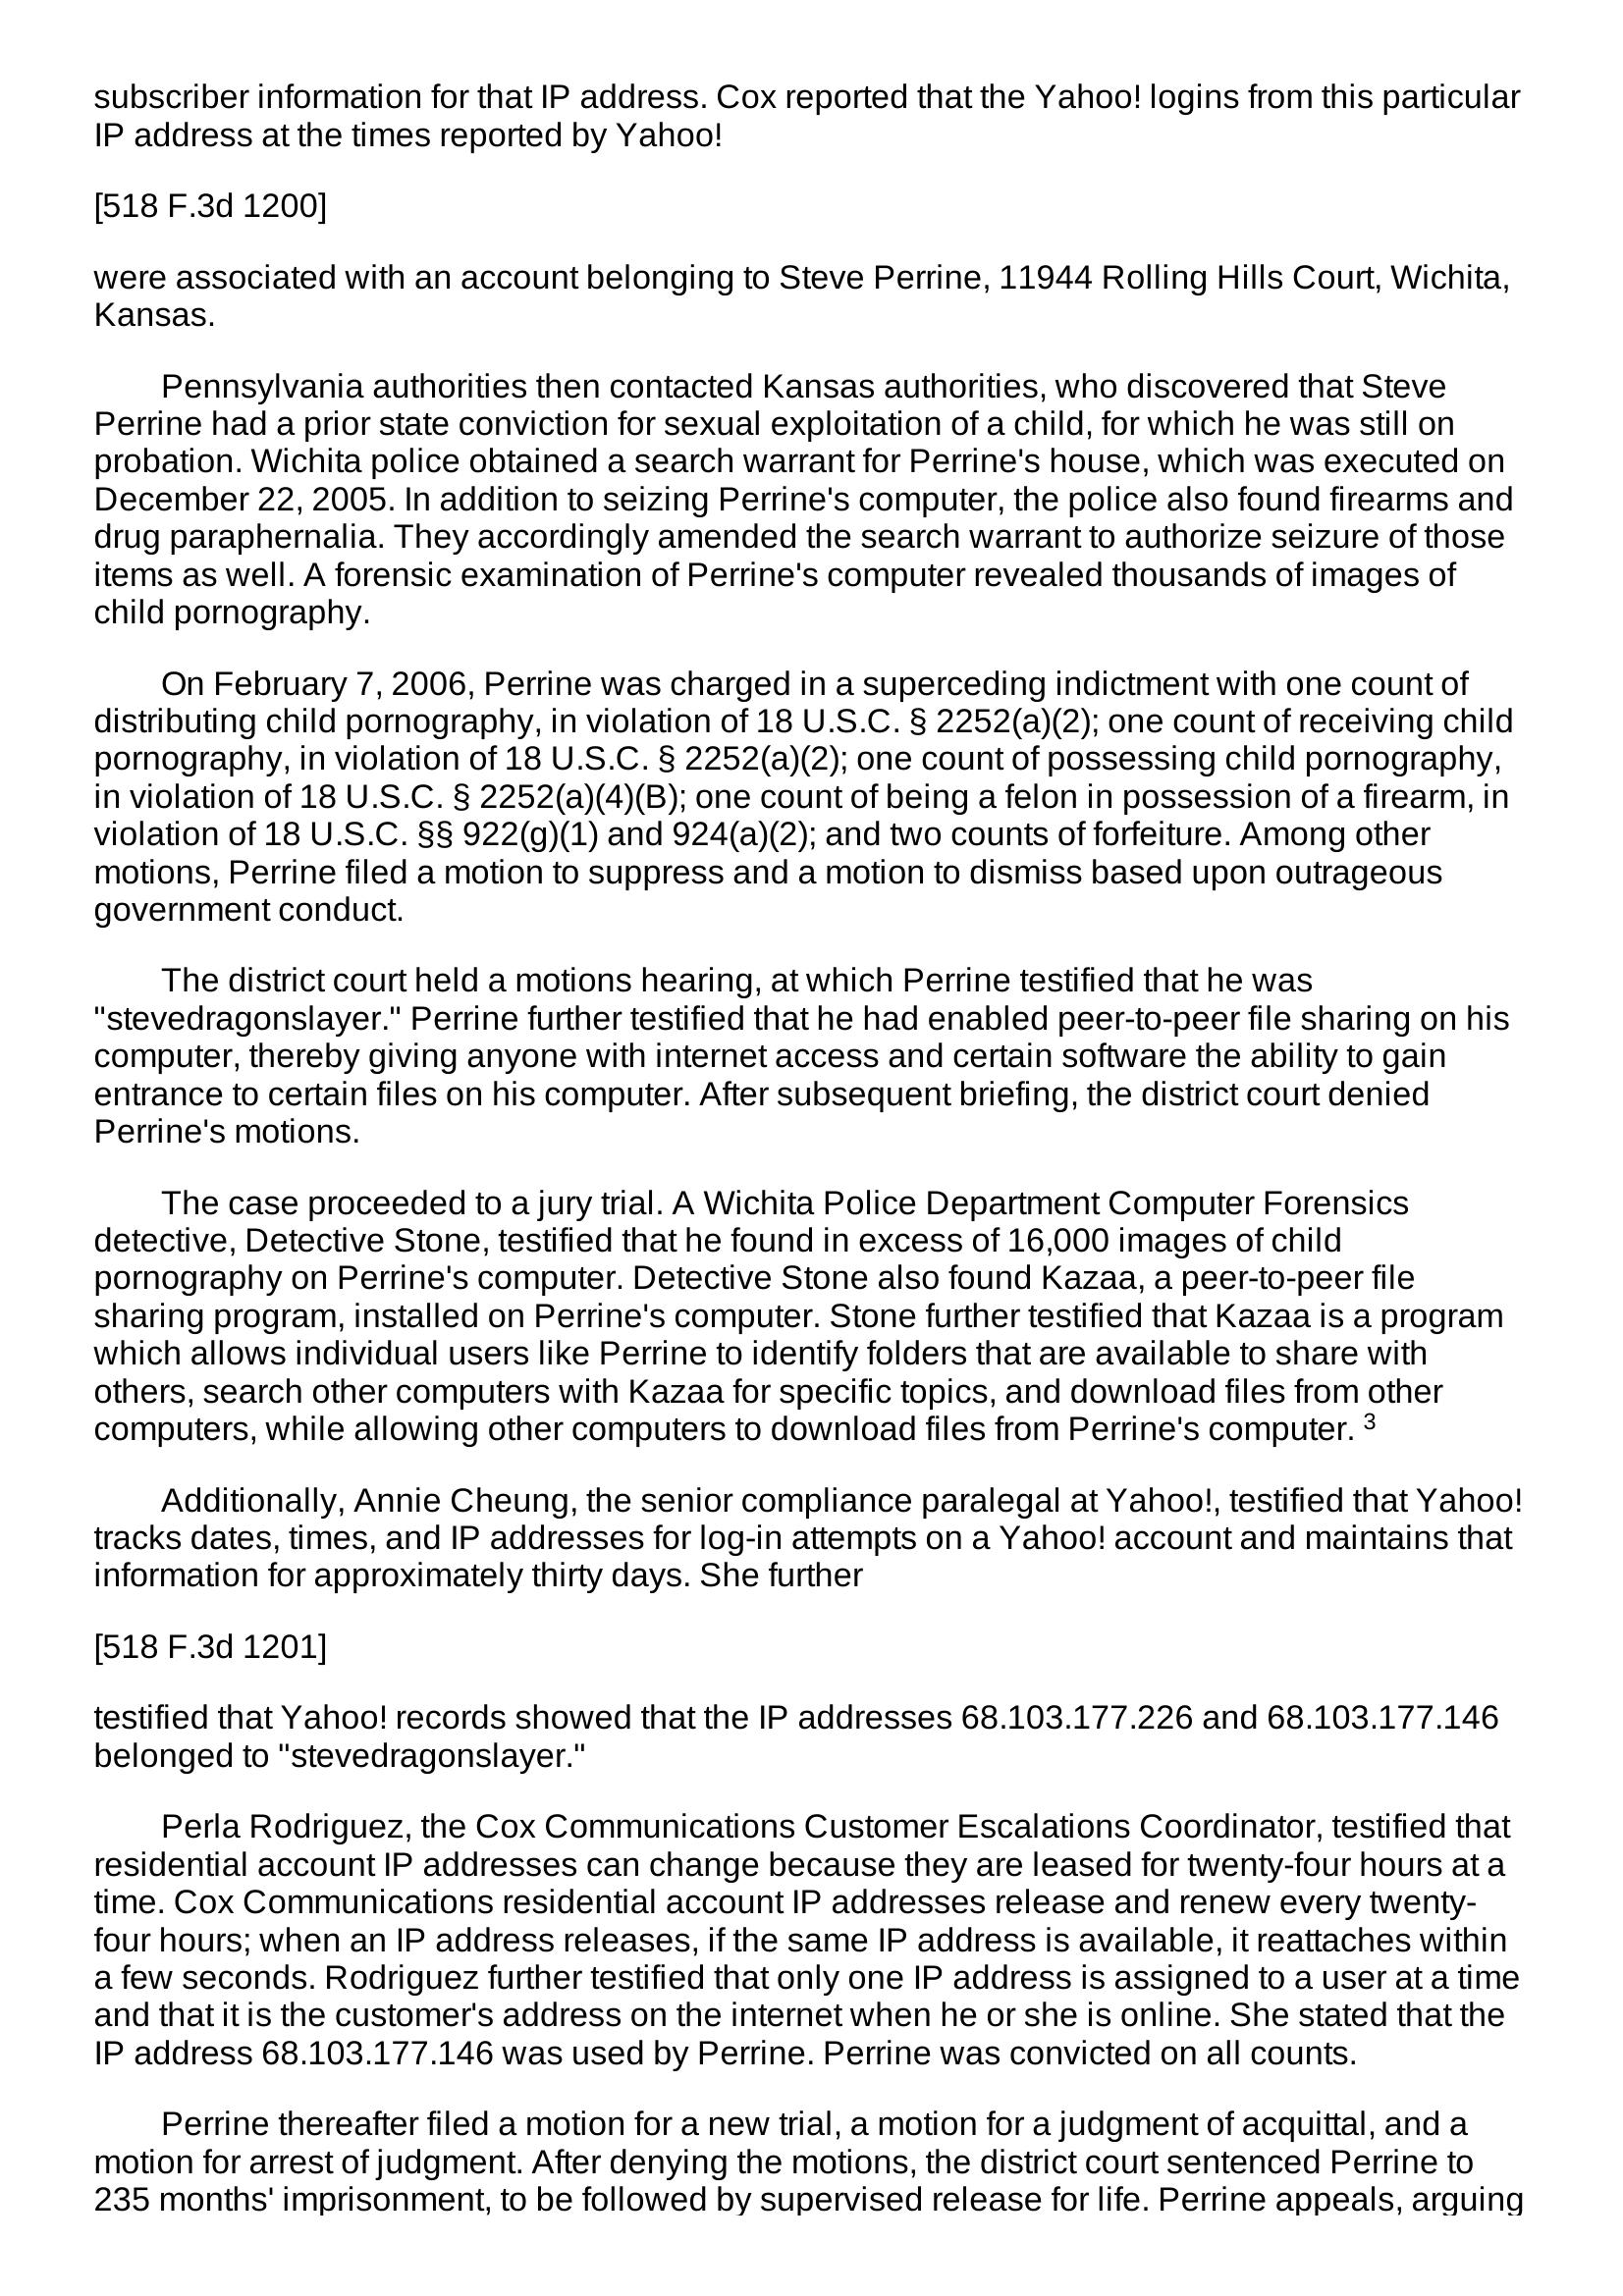 subscriber information for that IP address. Cox reported that the Yahoo! logins from this particular
IP address at the times reported by Yahoo!
[518 F.3d 1200]
were associated with an account belonging to Steve Perrine, 11944 Rolling Hills Court, Wichita,
Kansas.
Pennsylvania authorities then contacted Kansas authorities, who discovered that Steve
Perrine had a prior state conviction for sexual exploitation of a child, for which he was still on
probation. Wichita police obtained a search warrant for Perrine's house, which was executed on
December 22, 2005. In addition to seizing Perrine's computer, the police also found firearms and
drug paraphernalia. They accordingly amended the search warrant to authorize seizure of those
items as well. A forensic examination of Perrine's computer revealed thousands of images of
child pornography.
On February 7, 2006, Perrine was charged in a superceding indictment with one count of
distributing child pornography, in violation of 18 U.S.C. § 2252(a)(2); one count of receiving child
pornography, in violation of 18 U.S.C. § 2252(a)(2); one count of possessing child pornography,
in violation of 18 U.S.C. § 2252(a)(4)(B); one count of being a felon in possession of a firearm, in
violation of 18 U.S.C. §§ 922(g)(1) and 924(a)(2); and two counts of forfeiture. Among other
motions, Perrine filed a motion to suppress and a motion to dismiss based upon outrageous
government conduct.
The district court held a motions hearing, at which Perrine testified that he was
"stevedragonslayer." Perrine further testified that he had enabled peer-to-peer file sharing on his
computer, thereby giving anyone with internet access and certain software the ability to gain
entrance to certain files on his computer. After subsequent briefing, the district court denied
Perrine's motions.
The case proceeded to a jury trial. A Wichita Police Department Computer Forensics
detective, Detective Stone, testified that he found in excess of 16,000 images of child
pornography on Perrine's computer. Detective Stone also found Kazaa, a peer-to-peer file
sharing program, installed on Perrine's computer. Stone further testified that Kazaa is a program
which allows individual users like Perrine to identify folders that are available to share with
others, search other computers with Kazaa for specific topics, and download files from other
computers, while allowing other computers to download files from Perrine's computer. 3
Additionally, Annie Cheung, the senior compliance paralegal at Yahoo!, testified that Yahoo!
tracks dates, times, and IP addresses for log-in attempts on a Yahoo! account and maintains that
information for approximately thirty days. She further
[518 F.3d 1201]
testified that Yahoo! records showed that the IP addresses 68.103.177.226 and 68.103.177.146
belonged to "stevedragonslayer."
Perla Rodriguez, the Cox Communications Customer Escalations Coordinator, testified that
residential account IP addresses can change because they are leased for twenty-four hours at a
time. Cox Communications residential account IP addresses release and renew every twenty-
four hours; when an IP address releases, if the same IP address is available, it reattaches within
a few seconds. Rodriguez further testified that only one IP address is assigned to a user at a time
and that it is the customer's address on the internet when he or she is online. She stated that the
IP address 68.103.177.146 was used by Perrine. Perrine was convicted on all counts.
Perrine thereafter filed a motion for a new trial, a motion for a judgment of acquittal, and a
motion for arrest of judgment. After denying the motions, the district court sentenced Perrine to
235 months' imprisonment, to be followed by supervised release for life. Perrine appeals, arguing